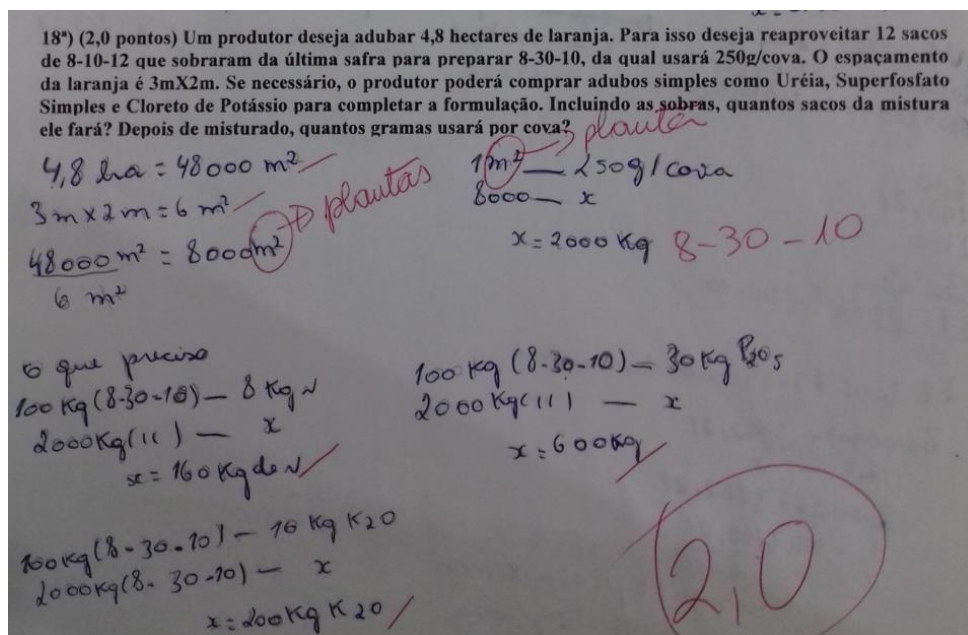 18ª) (2,0 pontos) Um produtor deseja adubar 4,8 hectares de laranja. Para isso deseja reaproveitar 12 sacos
de 8-10-12 que sobraram da última safra para preparar 8-30-10, da qual usará 250g/cova. O espaçamento
da laranja é 3mX2m. Se necessário, o produtor poderá comprar adubos simples como Uréia, Superfosfato
Simples e Cloreto de Potássio para completar a formulação. Incluindo as sobras, quantos sacos da mistura
ele fará? Depois de misturado, quantos gramas usará por cova?
4,8 ha = 48000 m²
3m x 2m = 6 m²
48000 m² = 8000 m²
6 m²
plantas
1 m² — 250g/cova
8000 — x
x = 2000 Kg 8-30-10
planta
o que preciso
100 Kg (8-30-10) — 8 Kg N
2000 Kg (11) — x
x = 160 Kg de N
100 Kg (8-30-10) — 30 Kg P2O5
2000 Kg (11) — x
x = 600 Kg
100 Kg (8-30-10) — 10 Kg K2O
2000 Kg (8-30-10) — x
x = 200 Kg K2O
2,0